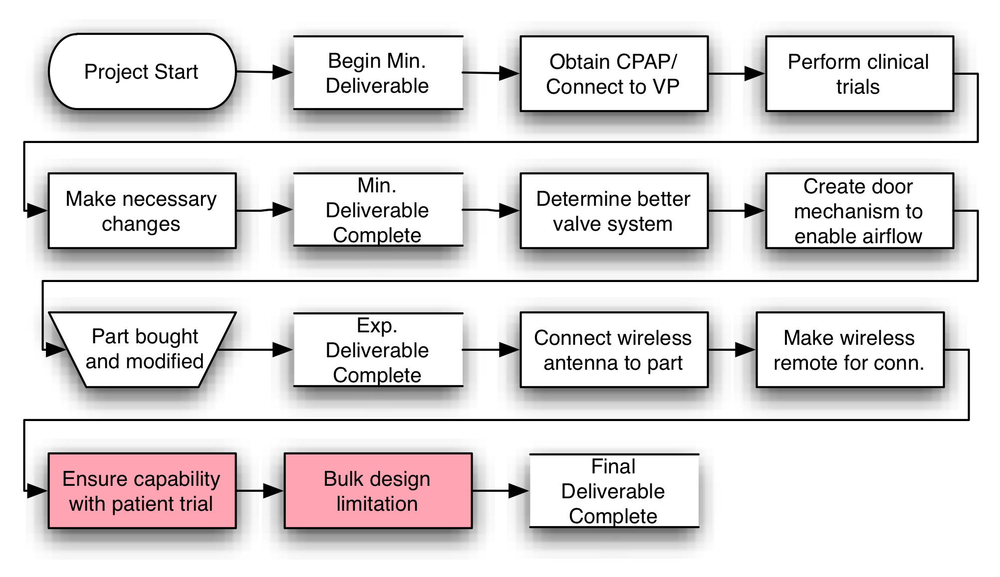 Project Start
Begin Min.
Deliverable
Obtain CPAP/
Connect to VP
Perform clinical
trials
Make necessary
changes
Min.
Deliverable
Complete
Determine better
valve system
Create door
mechanism to
enable airflow
Part bought
and modified
Exp.
Deliverable
Complete
Connect wireless
antenna to part
Make wireless
remote for conn.
Ensure capability
with patient trial
Bulk design
limitation
Final
Deliverable
Complete